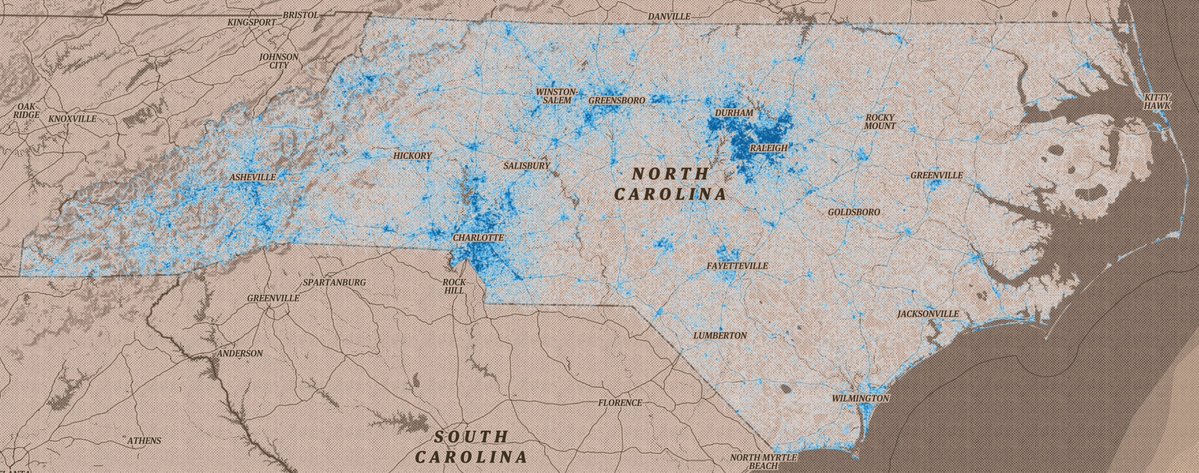 DANVILLE
BRISTOL
KINGSPORT
JOHNSON
CITY
OAK
RIDGE
KNOXVILLE
WINSTON-
SALEM
GREENSBORO
DURHAM
RALEIGH
ROCKY
MOUNT
KITTY
HAWK
HICKORY
SALISBURY
ASHEVILLE
NORTH
CAROLINA
GREENVILLE
GOLDSBORO
CHARLOTTE
FAYETTEVILLE
SPARTANBURG
ROCK
HILL
GREENVILLE
JACKSONVILLE
LUMBERTON
ANDERSON
WILMINGTON
FLORENCE
ATHENS
SOUTH
CAROLINA
NORTH MYRTLE
BEACH